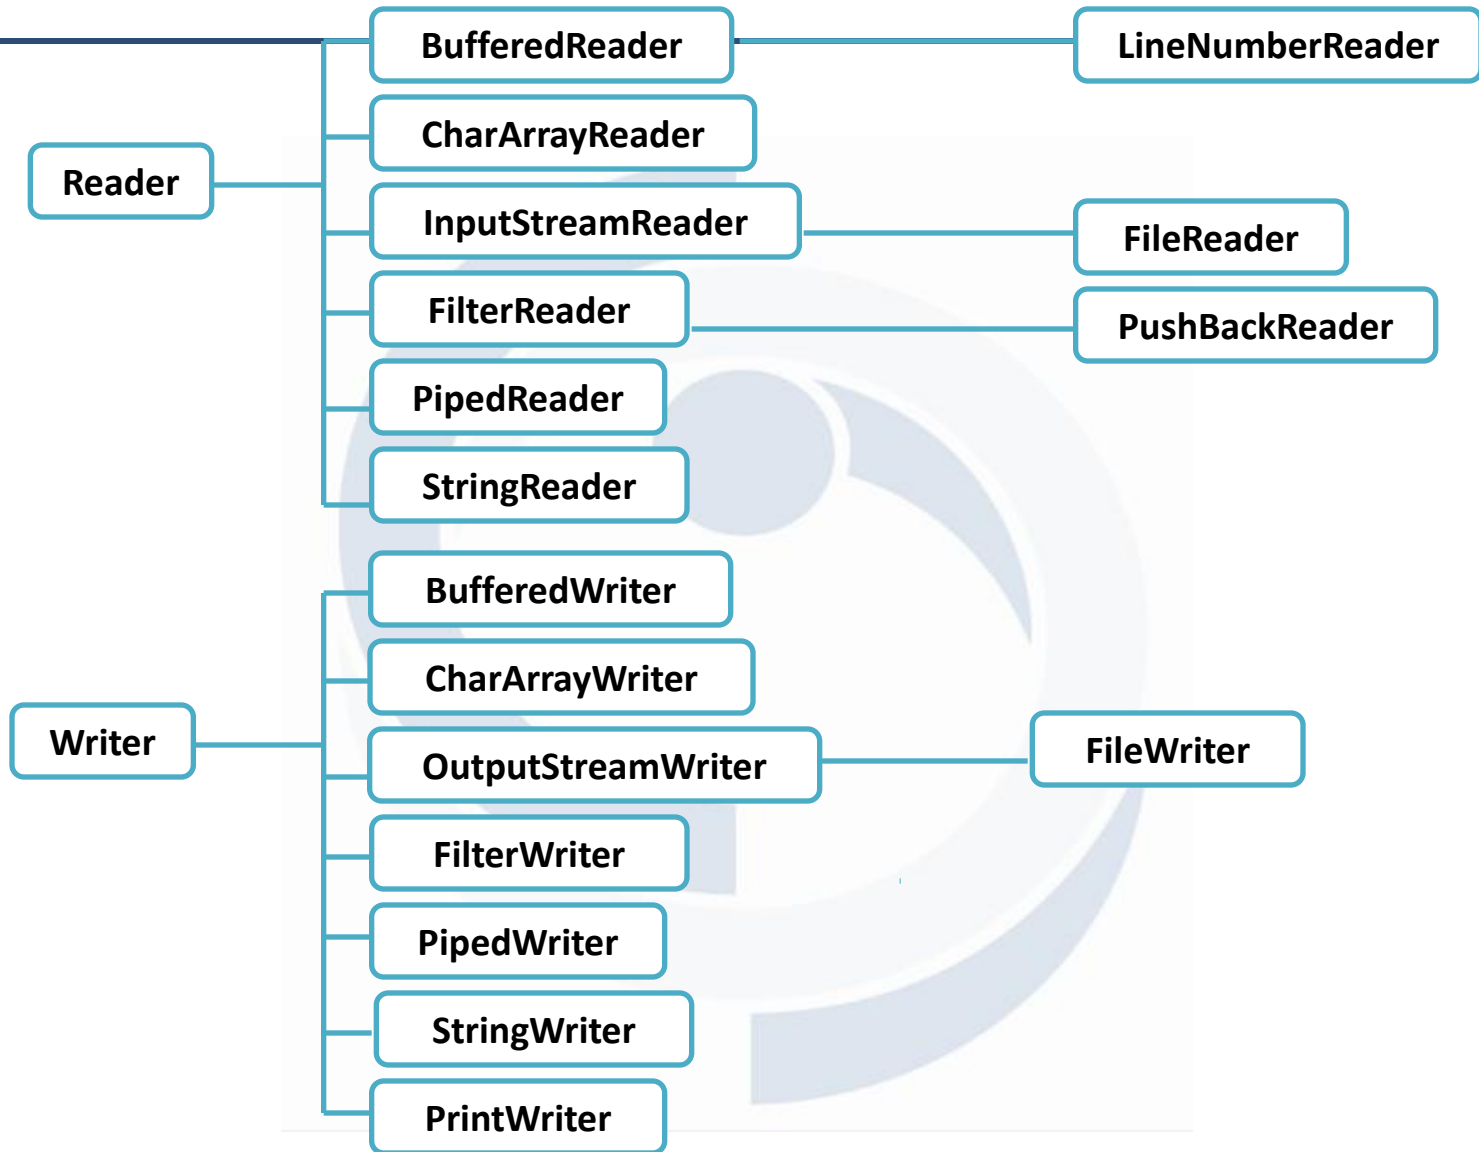 BufferedReader
LineNumberReader
CharArrayReader
Reader
InputStreamReader
FileReader
FilterReader
PushBackReader
PipedReader
StringReader
BufferedWriter
CharArrayWriter
Writer
OutputStreamWriter
FileWriter
FilterWriter
PipedWriter
StringWriter
PrintWriter